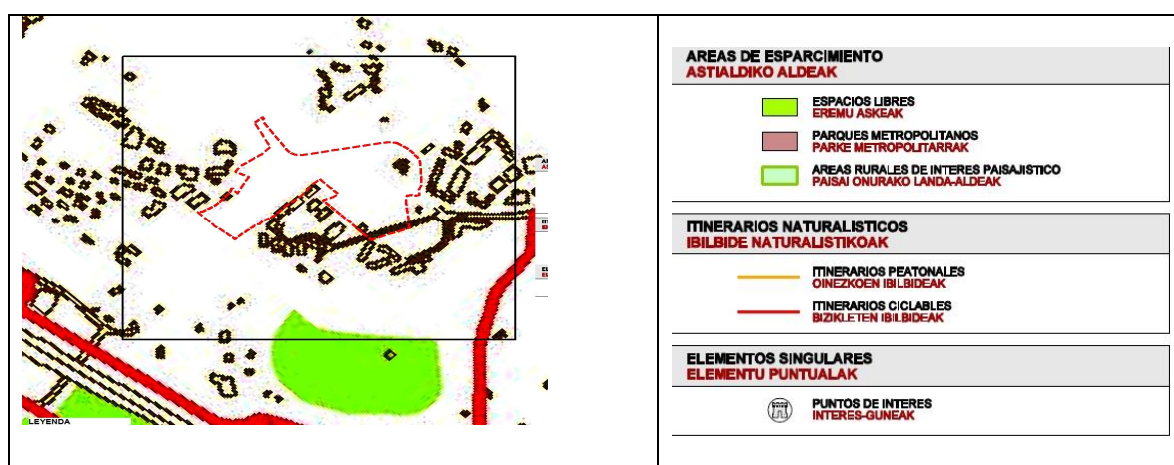 LEYENDA
AREAS DE ESPARCIMIENTO
ASTIALDIKO ALDEAK
ESPACIOS LIBRES
EREMU ASKEAK
PARQUES METROPOLITANOS
PARKE METROPOLITARRAK
AREAS RURALES DE INTERES PAISAJISTICO
PAISAI ONURAKO LANDA-ALDEAK
ITINERARIOS NATURALISTICOS
IBILBIDE NATURALISTIKOAK
ITINERARIOS PEATONALES
OINEZKOEN IBILBIDEAK
ITINERARIOS CICLABLES
BIZIKLETEN IBILBIDEAK
ELEMENTOS SINGULARES
ELEMENTU PUNTUALAK
PUNTOS DE INTERES
INTERES-GUNEAK